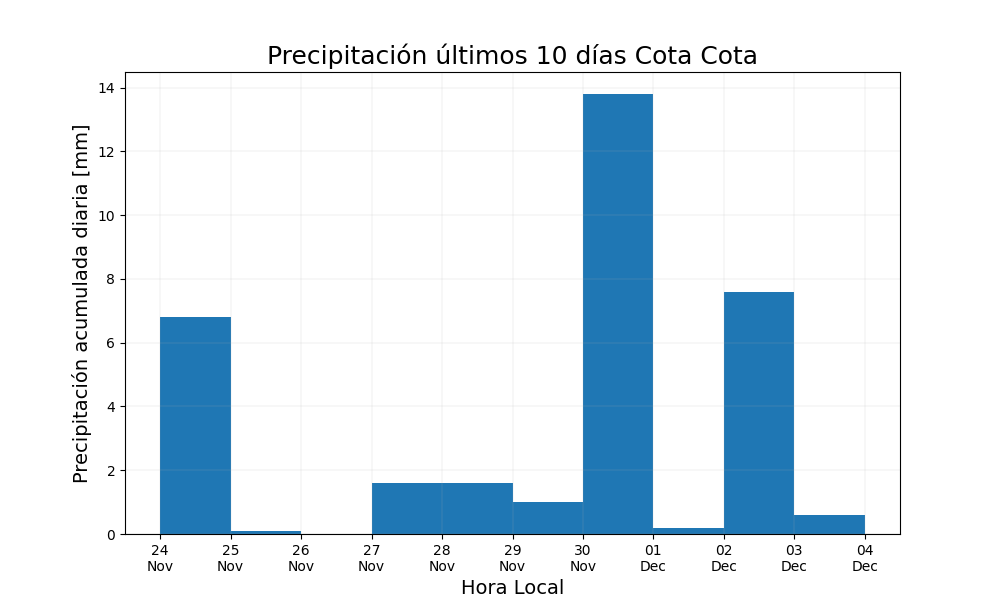 Precipitación últimos 10 días Cota Cota
Precipitación acumulada diaria [mm]
14
12
10
8
6
4
2
0
24 25 26 27 28 29 30 01 02 03 04
Nov Nov Nov Nov Nov Nov Nov Dec Dec Dec Dec
Hora Local